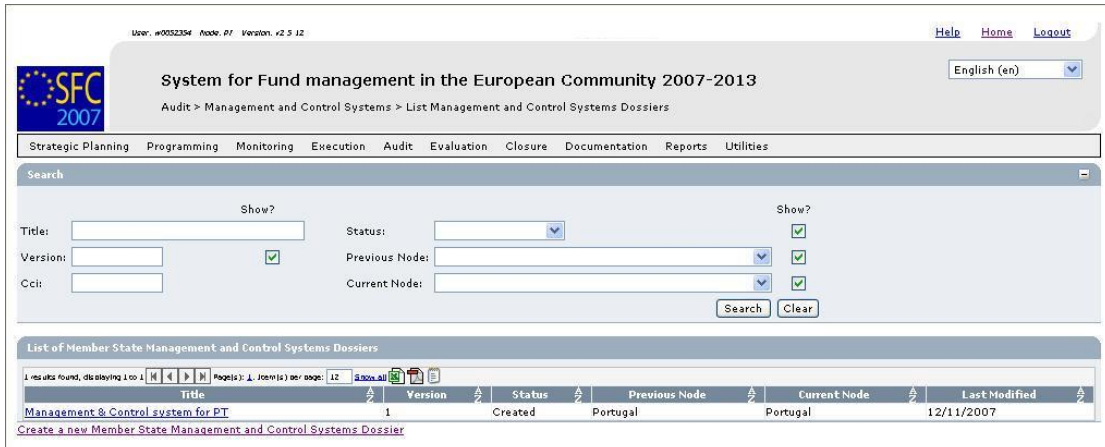 User. w0052354 Node. PT Version. v2 5 12
Help Home Logout
English (en)
SFC
2007
System for Fund management in the European Community 2007-2013
Audit > Management and Control Systems > List Management and Control Systems Dossiers
Strategic Planning Programming Monitoring Execution Audit Evaluation Closure Documentation Reports Utilities
Search
Show? Show?
Title: Status:
Version: Previous Node:
Cci: Current Node:
Search Clear
List of Member State Management and Control Systems Dossiers
1 results found, displaying 1 to 1 Page(s): 1. Item(s) per page: 12 Show all
Title Version Status Previous Node Current Node Last Modified
Management & Control system for PT 1 Created Portugal Portugal 12/11/2007
Create a new Member State Management and Control Systems Dossier